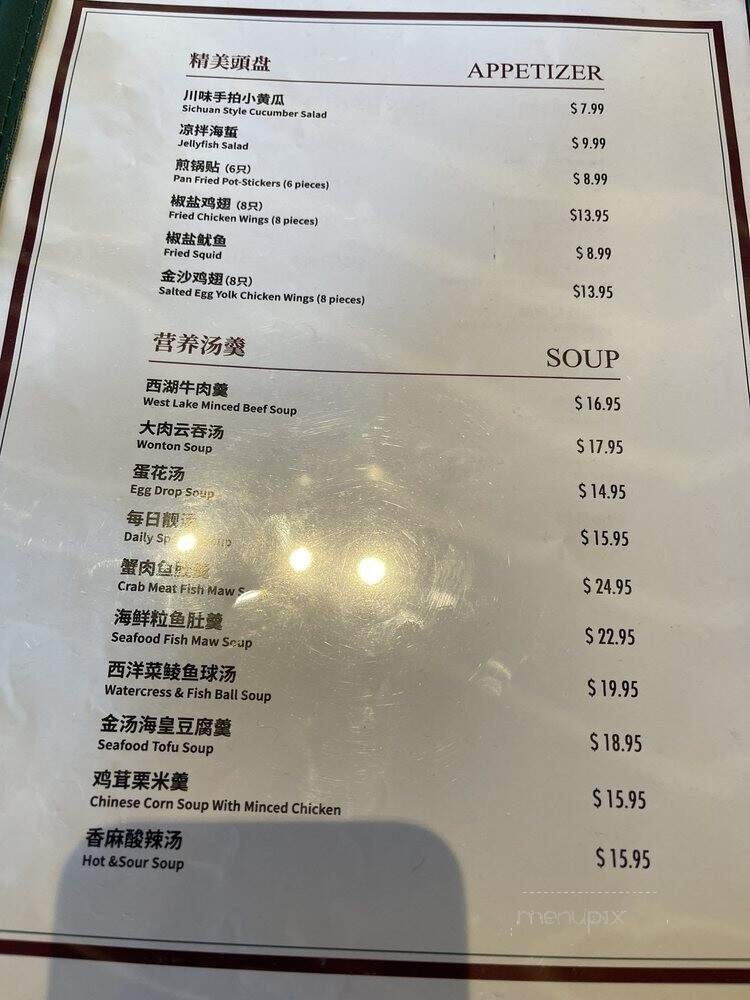 精美頭盘 APPETIZER
川味手拍小黄瓜
Sichuan Style Cucumber Salad $7.99
凉拌海蜇
Jellyfish Salad $9.99
煎锅贴 (6只)
Pan Fried Pot-Stickers (6 pieces) $8.99
椒盐鸡翅 (8只)
Fried Chicken Wings (8 pieces) $13.95
椒盐鱿鱼
Fried Squid $8.99
金沙鸡翅(8只)
Salted Egg Yolk Chicken Wings (8 pieces) $13.95
营养汤羹 SOUP
西湖牛肉羹
West Lake Minced Beef Soup $16.95
大肉云吞汤
Wonton Soup $17.95
蛋花汤
Egg Drop Soup $14.95
每日靓汤
Daily $15.95
蟹肉鱼
Crab Meat Fish Maw $24.95
海鲜粒鱼肚羹
Seafood Fish Maw Soup $22.95
西洋菜鲮鱼球汤
Watercress & Fish Ball Soup $19.95
金汤海皇豆腐羹
Seafood Tofu Soup $18.95
鸡茸栗米羹
Chinese Corn Soup With Minced Chicken $15.95
香麻酸辣汤
Hot &Sour Soup $15.95
menupix